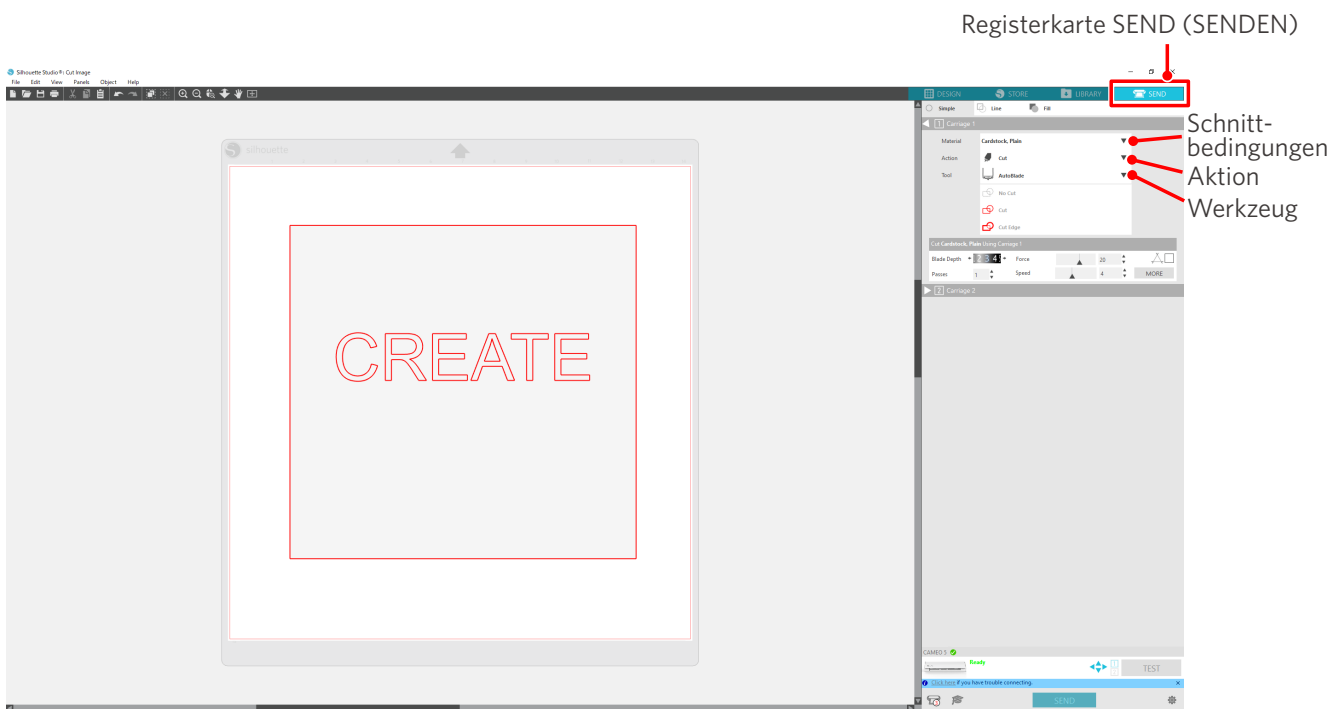 Registerkarte SEND (SENDEN)
Silhouette Studio®: Cut Image
File Edit View Panels Object Help
DESIGN STORE LIBRARY SEND
Simple Line Fill
1 Carriage 1
Schnitt-
bedingungen
Material Cardstock, Plain
Action Cut
Aktion
Tool AutoBlade
Werkzeug
No Cut
Cut
Cut Edge
Cut Cardstock, Plain Using Carriage 1
Blade Depth Force 20
Passes 1 Speed 4 MORE
2 Carriage 2
silhouette
CREATE
CAMEO 5
Ready
TEST
Click here if you have trouble connecting.
SEND